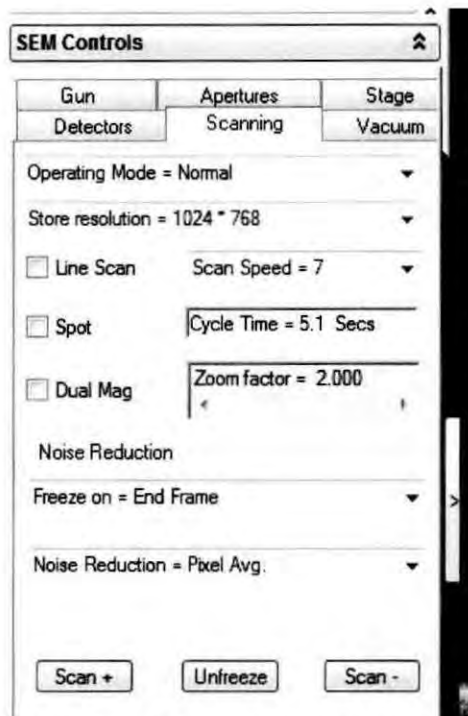 SEM Controls
Gun Apertures Stage
Detectors Scanning Vacuum
Operating Mode = Normal
Store resolution = 1024 * 768
Line Scan Scan Speed = 7
Spot Cycle Time = 5.1 Secs
Dual Mag Zoom factor = 2.000
Noise Reduction
Freeze on = End Frame
Noise Reduction = Pixel Avg.
Scan + Unfreeze Scan -